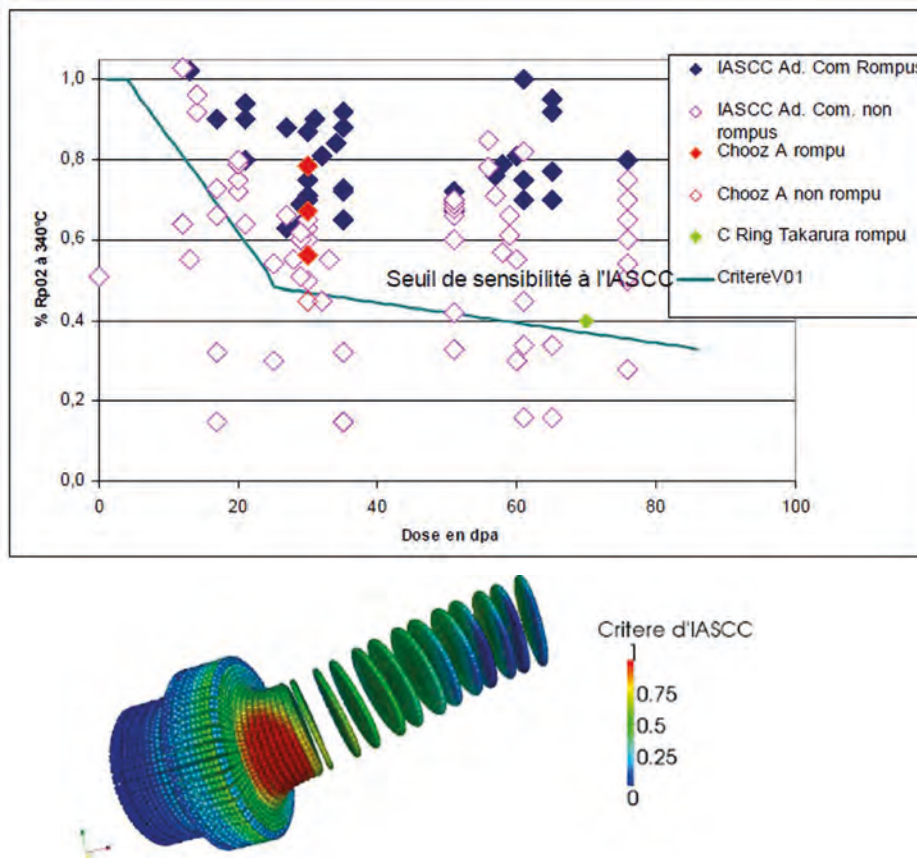 % Rp02 à 340°C
1,0
0,8
0,6
0,4
0,2
0,0
0
20
40
60
80
100
Dose en dpa
Seuil de sensibilité à l'IASCC
IASCC Ad. Com Rompus
IASCC Ad. Com. non
rompus
Chooz A rompu
Chooz A non rompu
C Ring Takarura rompu
CritereV01
Critere d'IASCC
1
0.75
0.5
0.25
0